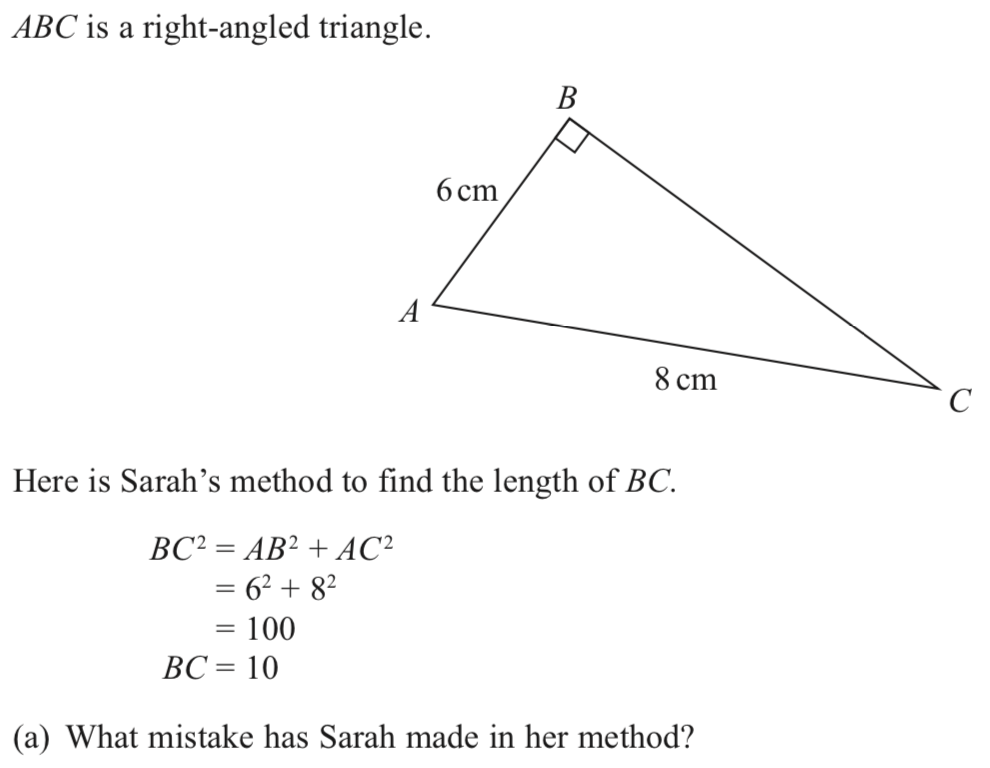 ABC is a right-angled triangle.
B
6 cm
A
8 cm
C
Here is Sarah’s method to find the length of BC.
BC² = AB² + AC²
= 6² + 8²
= 100
BC = 10
(a) What mistake has Sarah made in her method?